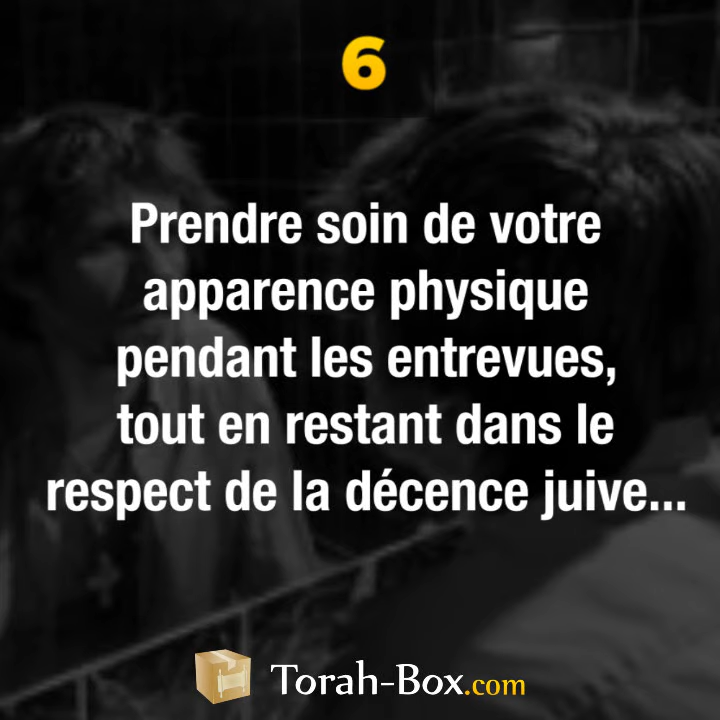 6
Prendre soin de votre
apparence physique
pendant les entrevues,
tout en restant dans le
respect de la décence juive...
Torah-Box.com